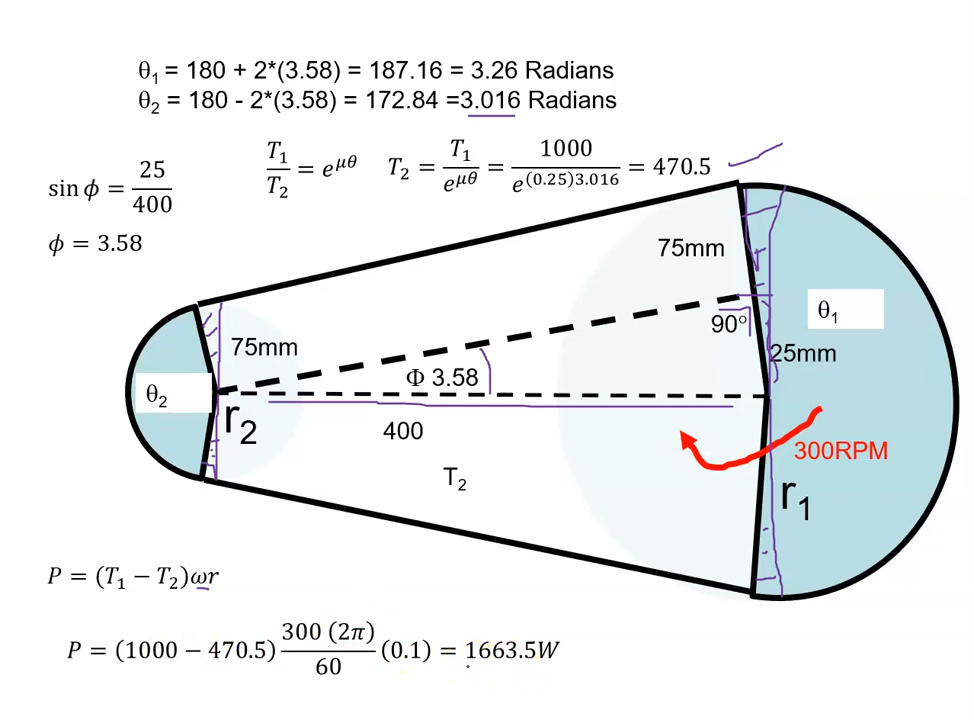 θ₁ = 180 + 2*(3.58) = 187.16 = 3.26 Radians
θ₂ = 180 - 2*(3.58) = 172.84 =3.016 Radians
sin ϕ = 25/400
T₁/T₂ = e^{μθ}
T₂ = T₁/e^{μθ} = 1000/e^{(0.25)3.016} = 470.5
ϕ = 3.58
75mm
90°
θ₁
75mm
25mm
Φ 3.58
θ₂
r₂
400
300RPM
T₂
r₁
P = (T₁ − T₂)ωr
P = (1000 − 470.5) 300 (2π)/60 (0.1) = 1663.5W